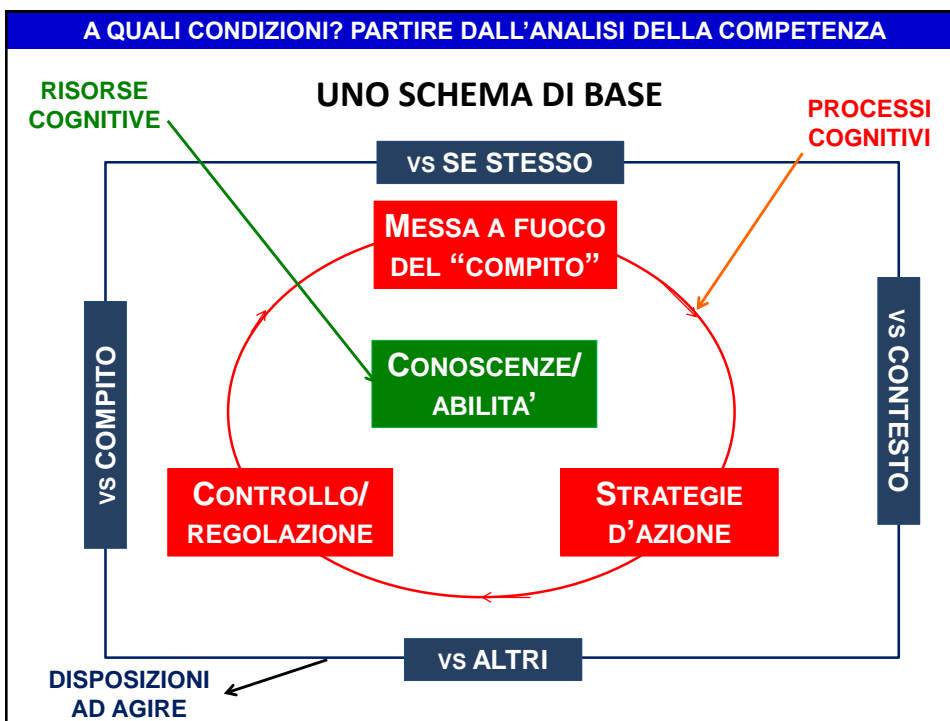 A QUALI CONDIZIONI? PARTIRE DALL'ANALISI DELLA COMPETENZA
RISORSE
COGNITIVE
UNO SCHEMA DI BASE
PROCESSI
COGNITIVI
VS SE STESSO
MESSA A FUOCO
DEL “COMPITO”
VS COMPITO
VS CONTESTO
CONOSCENZE/
ABILITA’
CONTROLLO/
REGOLAZIONE
STRATEGIE
D’AZIONE
VS ALTRI
DISPOSIZIONI
AD AGIRE